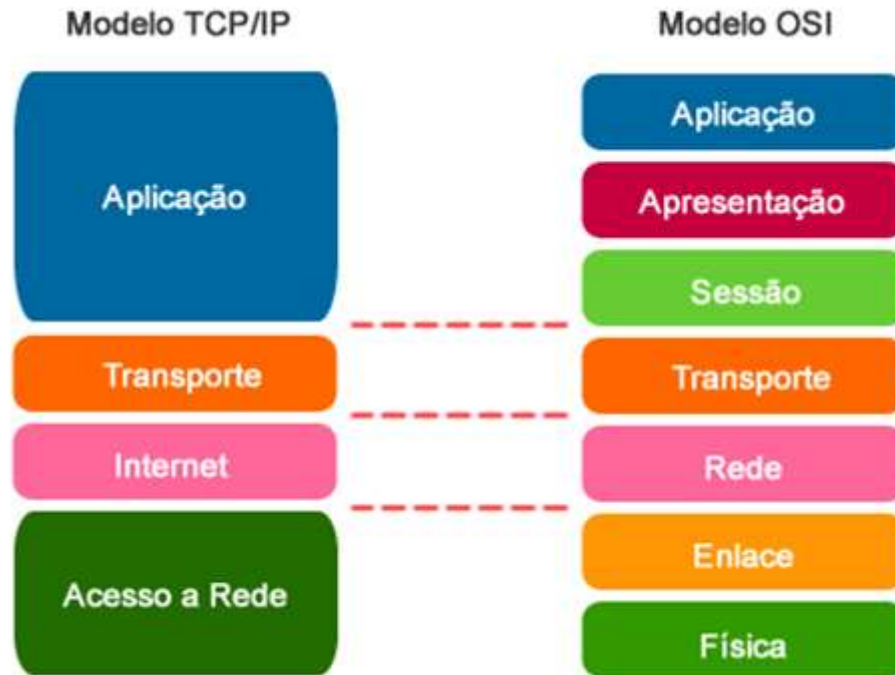 Modelo TCP/IP
Aplicação
Transporte
Internet
Acesso a Rede
Modelo OSI
Aplicação
Apresentação
Sessão
Transporte
Rede
Enlace
Física